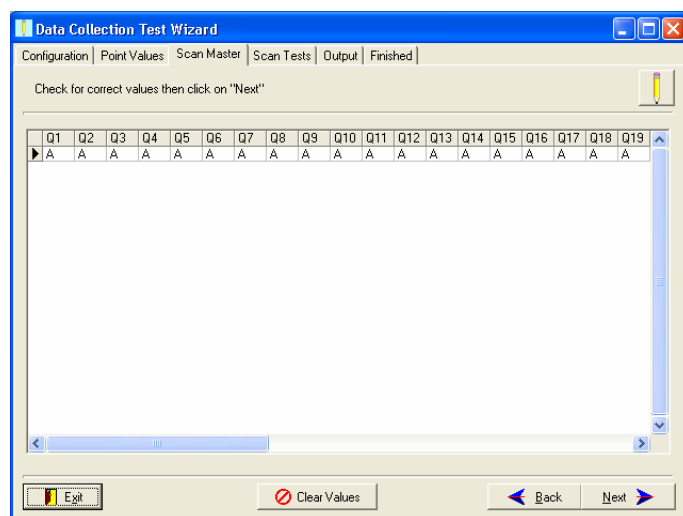 Data Collection Test Wizard
Configuration Point Values Scan Master Scan Tests Output Finished
Check for correct values then click on "Next"
Q1 Q2 Q3 Q4 Q5 Q6 Q7 Q8 Q9 Q10 Q11 Q12 Q13 Q14 Q15 Q16 Q17 Q18 Q19
A A A A A A A A A A A A A A A A A A A
Exit Clear Values Back Next